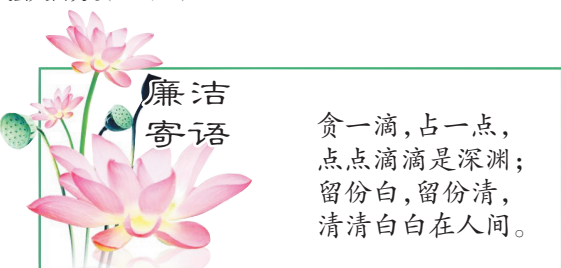 廉洁
寄语
贪一滴,占一点,
点点滴滴是深渊;
留份白,留份清,
清清白白在人间。